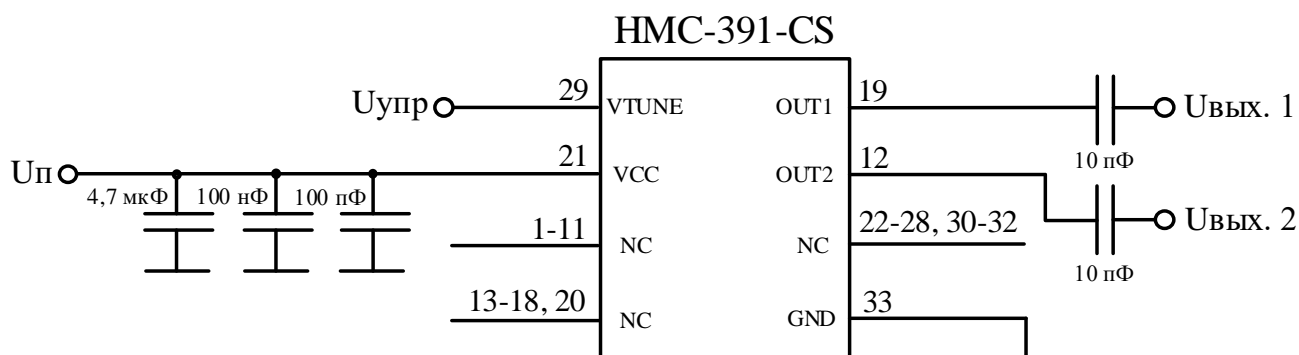 HMC-391-CS
Uупр 29 VTUNE OUT1 19 Uвых. 1
10 пФ
Uп 21 VCC OUT2 12
4,7 мкФ 100 нФ 100 пФ
Uвых. 2
1-11 NC NC 22-28, 30-32
10 пФ
13-18, 20 NC GND 33